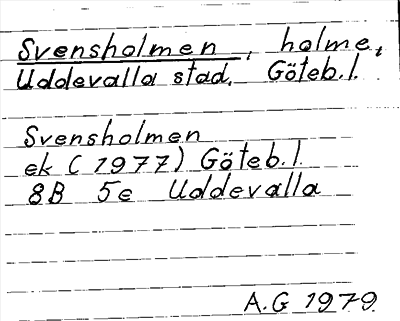 Svensholmen, holme,
Uddevalla stad. Göteb.l.
Svensholmen
ek (1977) Göteb.l.
8B 5e Uddevalla
A.G 1979.